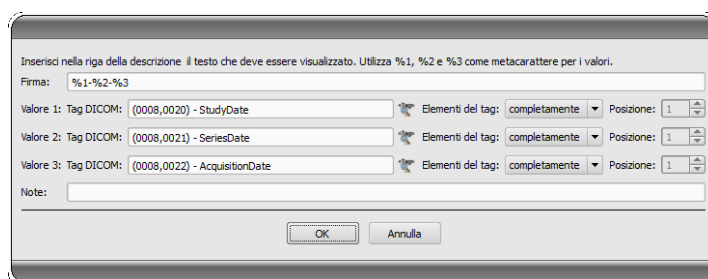 Inserisci nella riga della descrizione il testo che deve essere visualizzato. Utilizza %1, %2 e %3 come metacarattere per i valori.
Firma: %1-%2-%3
Valore 1: Tag DICOM: (0008,0020) - StudyDate Elementi del tag: completamente Posizione: 1
Valore 2: Tag DICOM: (0008,0021) - SeriesDate Elementi del tag: completamente Posizione: 1
Valore 3: Tag DICOM: (0008,0022) - AcquisitionDate Elementi del tag: completamente Posizione: 1
Note:
OK Annulla